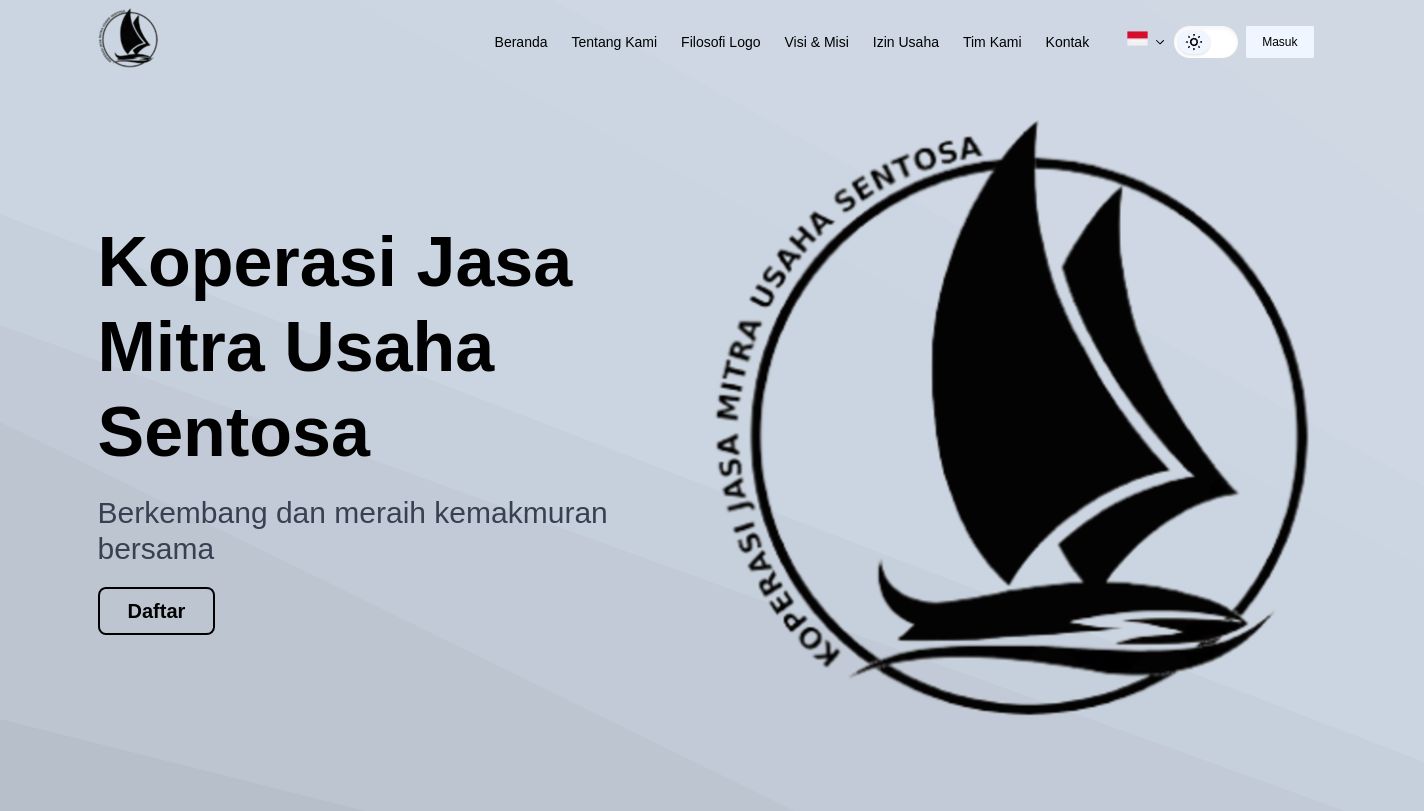 Beranda Tentang Kami Filosofi Logo Visi & Misi Izin Usaha Tim Kami Kontak Masuk
Koperasi Jasa
Mitra Usaha
Sentosa
Berkembang dan meraih kemakmuran
bersama
Daftar
KOPERASI JASA MITRA USAHA SENTOSA